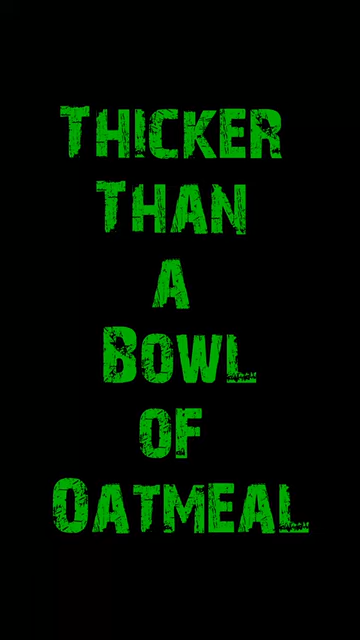 Thicker
Than
A
Bowl
of
Oatmeal